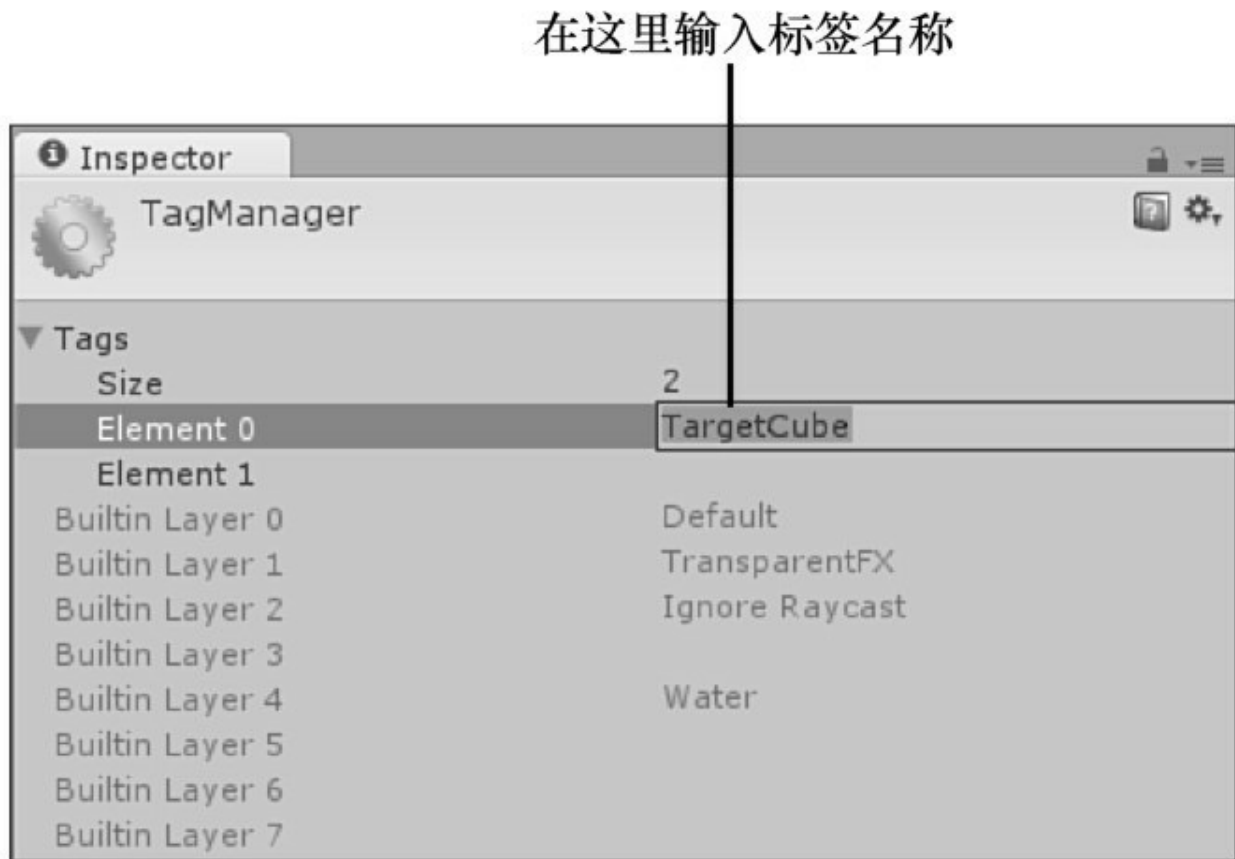 在这里输入标签名称
Inspector
TagManager
Tags
Size 2
Element 0 TargetCube
Element 1
Builtin Layer 0 Default
Builtin Layer 1 TransparentFX
Builtin Layer 2 Ignore Raycast
Builtin Layer 3
Builtin Layer 4 Water
Builtin Layer 5
Builtin Layer 6
Builtin Layer 7